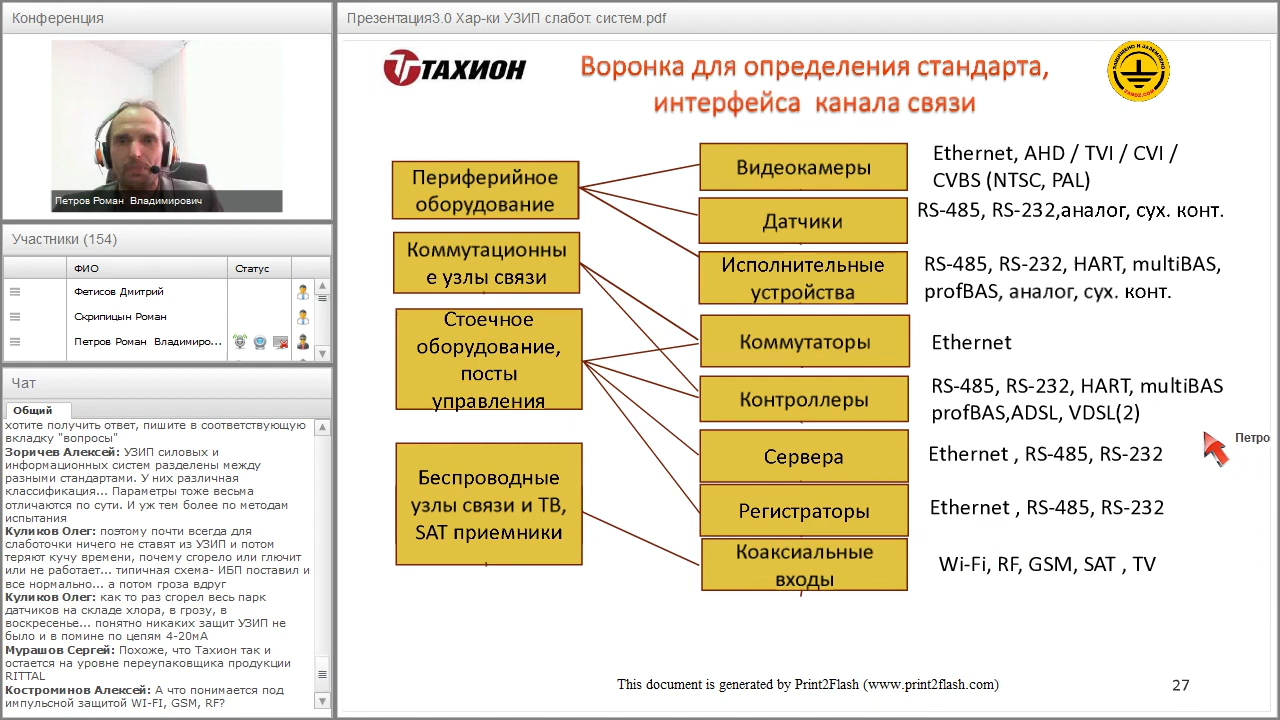 Конференция
Петров Роман Владимирович
Участники (154)
ФИО
Статус
Фетисов Дмитрий
Скрипицын Роман
Петров Роман Владимиро...
Чат
Общий
хотите получить ответ, пишите в соответствующую
вкладку "вопросы"
Зоричев Алексей: УЗИП силовых и
информационных систем разделены между
разными стандартами. У них различная
классификация... Параметры тоже весьма
отличаются по сути. И уж тем более по методам
испытания
Куликов Олег: поэтому почти всегда для
слаботочки ничего не ставят из УЗИП и потом
теряют кучу времени, почему сгорело или глючит
или не работает... типичная схема- ИБП поставил и
все нормально... а потом гроза вдруг
Куликов Олег: как то раз сгорел весь парк
датчиков на складе хлора, в грозу, в
воскресенье... понятно никаких защит УЗИП не
было и в помине по цепям 4-20мА
Мурашов Сергей: Похоже, что Тахион так и
остается на уровне переупаковщика продукции
RITTAL
Костроминов Алексей: А что понимается под
импульсной защитой WI-FI, GSM, RF?
Презентация3.0 Хар-ки УЗИП слабот. систем.pdf
ТАХИОН
Воронка для определения стандарта,
интерфейса канала связи
ZANDZ.COM
Периферийное
оборудование
Коммутационны
е узлы связи
Стоечное
оборудование,
посты
управления
Беспроводные
узлы связи и ТВ,
SAT приемники
Видеокамеры
Ethernet, AHD / TVI / CVI /
CVBS (NTSC, PAL)
Датчики
RS-485, RS-232,аналог, сух. конт.
Исполнительные
устройства
RS-485, RS-232, HART, multiBAS,
profBAS, аналог, сух. конт.
Коммутаторы
Ethernet
Контроллеры
RS-485, RS-232, HART, multiBAS
profBAS,ADSL, VDSL(2)
Петро
Сервера
Ethernet , RS-485, RS-232
Регистраторы
Ethernet , RS-485, RS-232
Коаксиальные
входы
Wi-Fi, RF, GSM, SAT , TV
This document is generated by Print2Flash (www.print2flash.com)
27